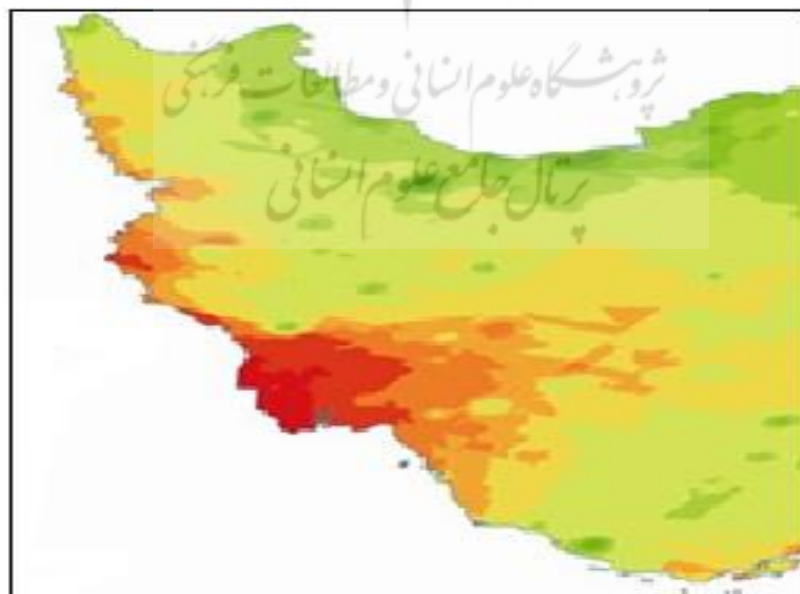 پژوهشگاه علوم انسانی و مطالعات فرهنگی
پرتال جامع علوم انسانی